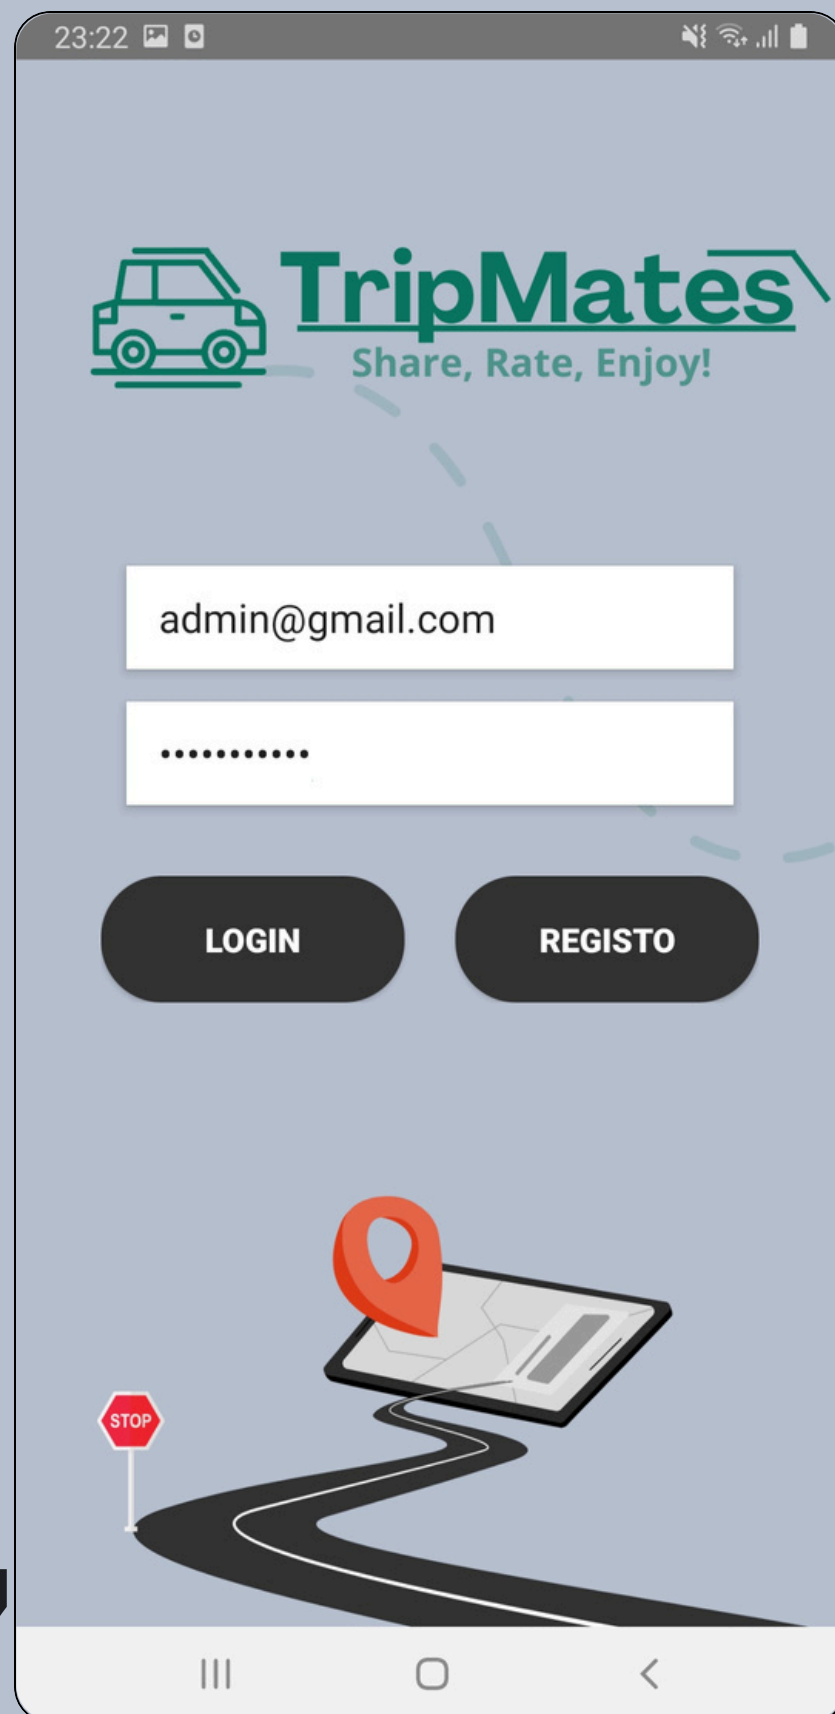 23:22
TripMates
Share, Rate, Enjoy!
admin@gmail.com
•••••••••••
LOGIN
REGISTO
STOP